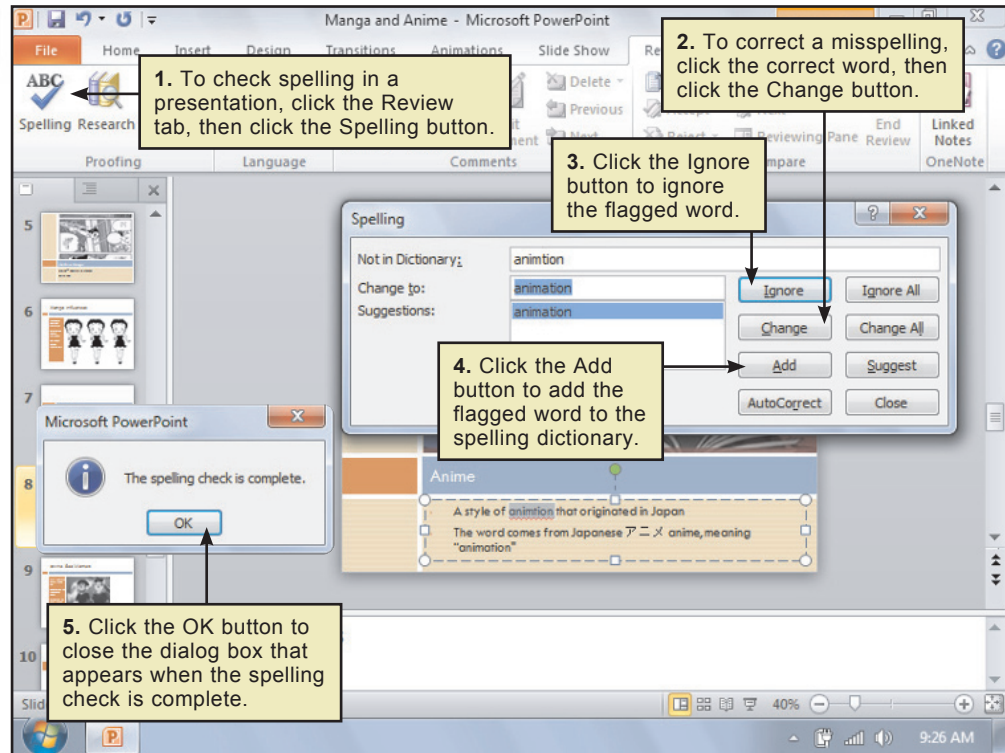 Manga and Anime - Microsoft PowerPoint
File Home Insert Design Transitions Animations Slide Show
ABC
Spelling Research
Delete
Previous
End
Reviewing Pane Review
Linked
Notes
Proofing Language Comments OneNote
1. To check spelling in a
presentation, click the Review
tab, then click the Spelling button.
2. To correct a misspelling,
click the correct word, then
click the Change button.
3. Click the Ignore
button to ignore
the flagged word.
Spelling
Not in Dictionary: animtion
Change to: animation
Suggestions: animation
Ignore Ignore All
Change Change All
Add Suggest
AutoCorrect Close
4. Click the Add
button to add the
flagged word to the
spelling dictionary.
5
6
7
8
9
10
Microsoft PowerPoint
The spelling check is complete.
OK
Anime
A style of animtion that originated in Japan
The word comes from Japanese アニメ anime, meaning
"animation"
5. Click the OK button to
close the dialog box that
appears when the spelling
check is complete.
40%
9:26 AM